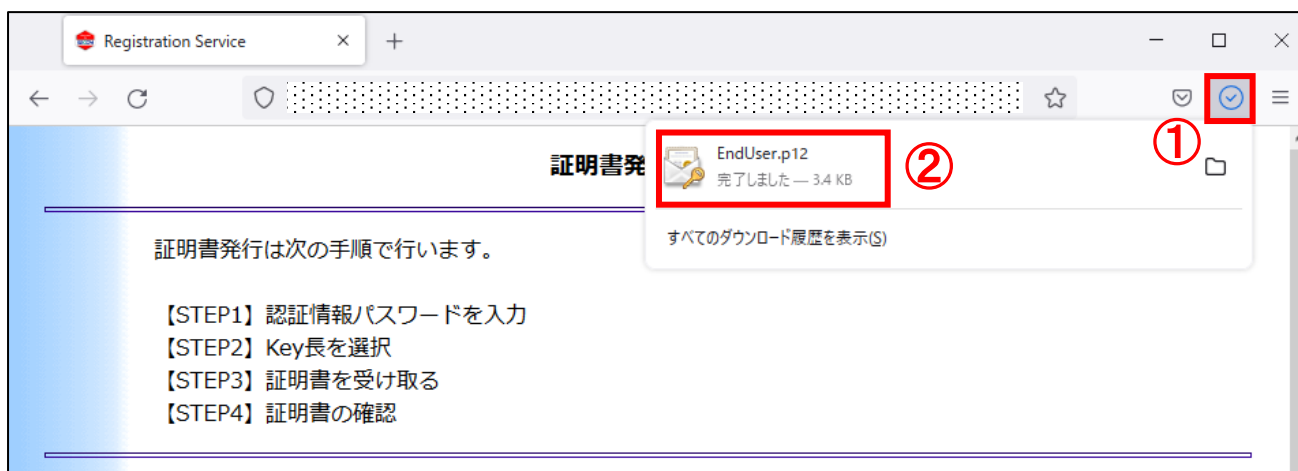 Registration Service
①
EndUser.p12
完了しました — 3.4 KB
②
すべてのダウンロード履歴を表示(S)
証明書発
証明書発行は次の手順で行います。
【STEP1】認証情報パスワードを入力
【STEP2】Key長を選択
【STEP3】証明書を受け取る
【STEP4】証明書の確認